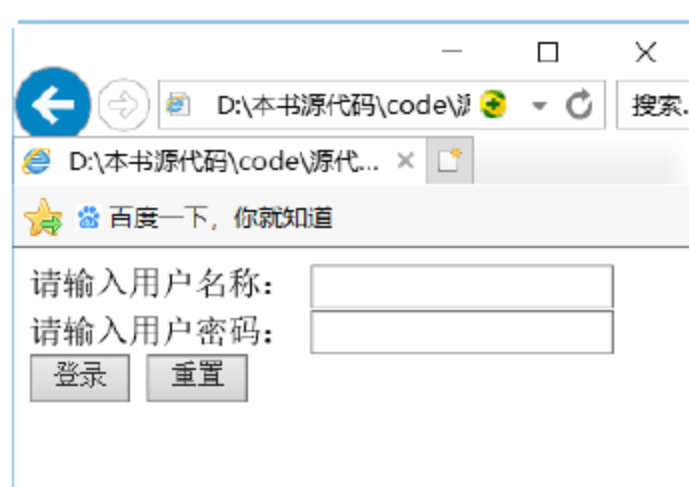 D:\本书源代码\code\源
搜索.
D:\本书源代码\code\源代...
百度一下，你就知道
请输入用户名称：
请输入用户密码：
登录 重置